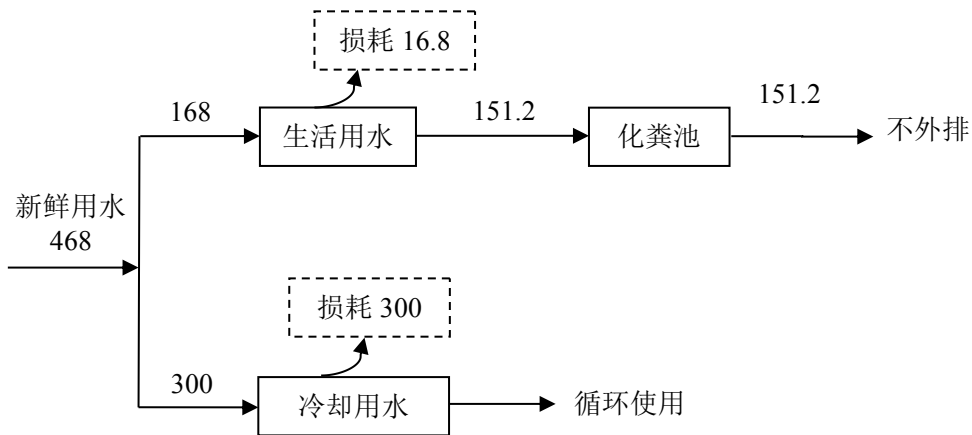 损耗 16.8
168
生活用水
151.2
化粪池
151.2
不外排
新鲜用水
468
损耗 300
300
冷却用水
循环使用